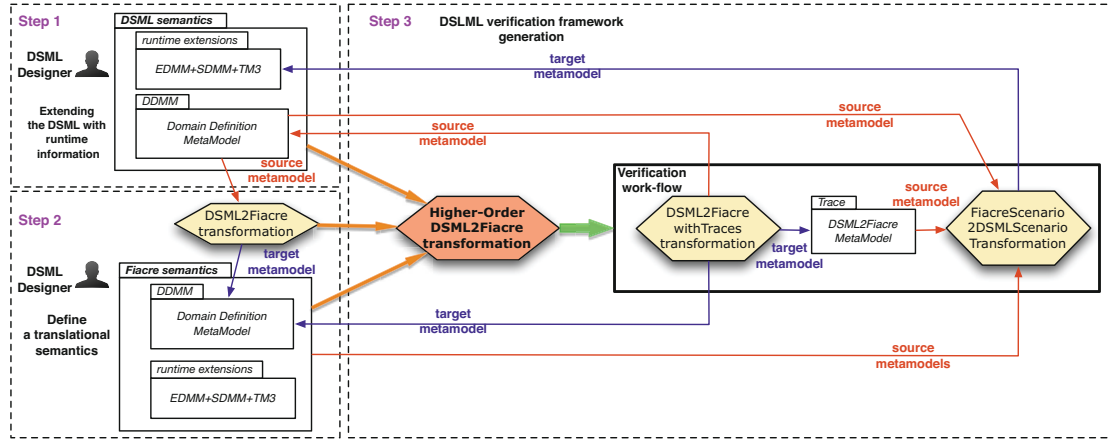 Step 1
DSML semantics
runtime extensions
EDMM+SDMM+TM3
DSML
Designer
Extending
the DSML with
runtime
information
DDMM
Domain Definition
MetaModel
source
metamodel
Step 2
DSML2Fiacre
transformation
target
metamodel
DSML
Designer
Define
a translational
semantics
Fiacre semantics
DDMM
Domain Definition
MetaModel
runtime extensions
EDMM+SDMM+TM3
Step 3
DSLML verification framework
generation
target
metamodel
source
metamodel
source
metamodel
Higher-Order
DSML2Fiacre
transformation
Verification
work-flow
DSML2Fiacre
withTraces
transformation
target
metamodel
Trace
DSML2Fiacre
MetaModel
source
metamodel
FiacreScenario
2DSMLScenario
Transformation
target
metamodel
source
metamodels